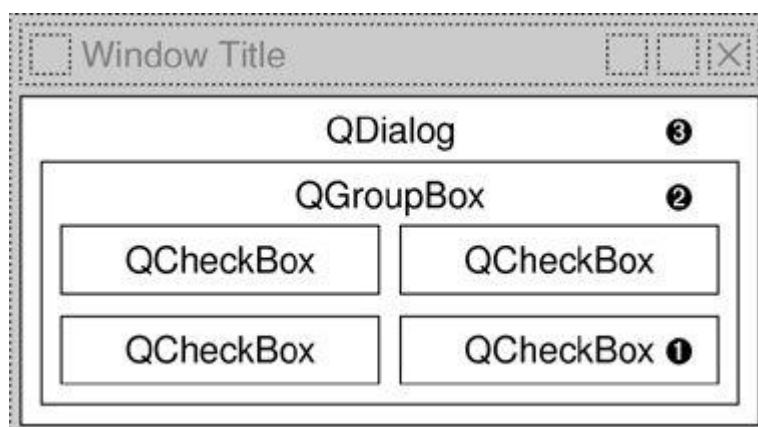 Window Title
QDialog ❸
QGroupBox ❷
QCheckBox QCheckBox
QCheckBox QCheckBox ❶